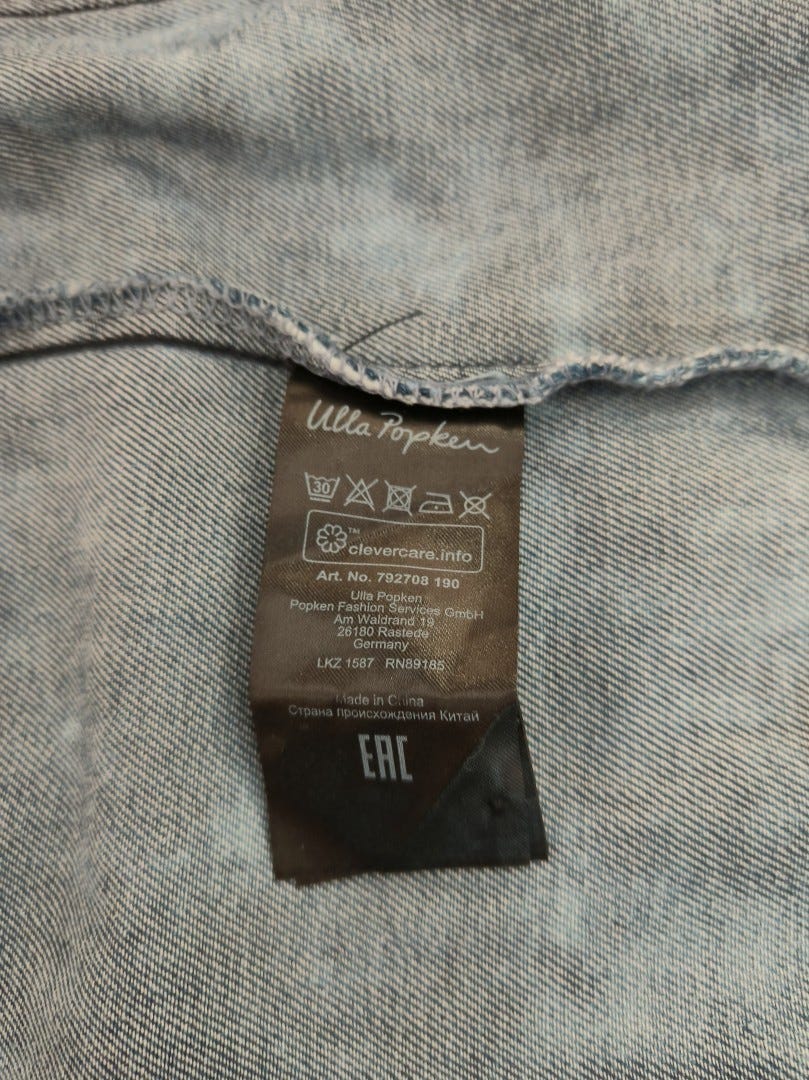 Ulla Popken
30
clevercare.info
Art. No. 792708 190
Ulla Popken
Popken Fashion Services GmbH
Am Waldrand 19
26180 Rastede
Germany
LKZ 1587 RN89185
Made in China
Страна происхождения Китай
EAC